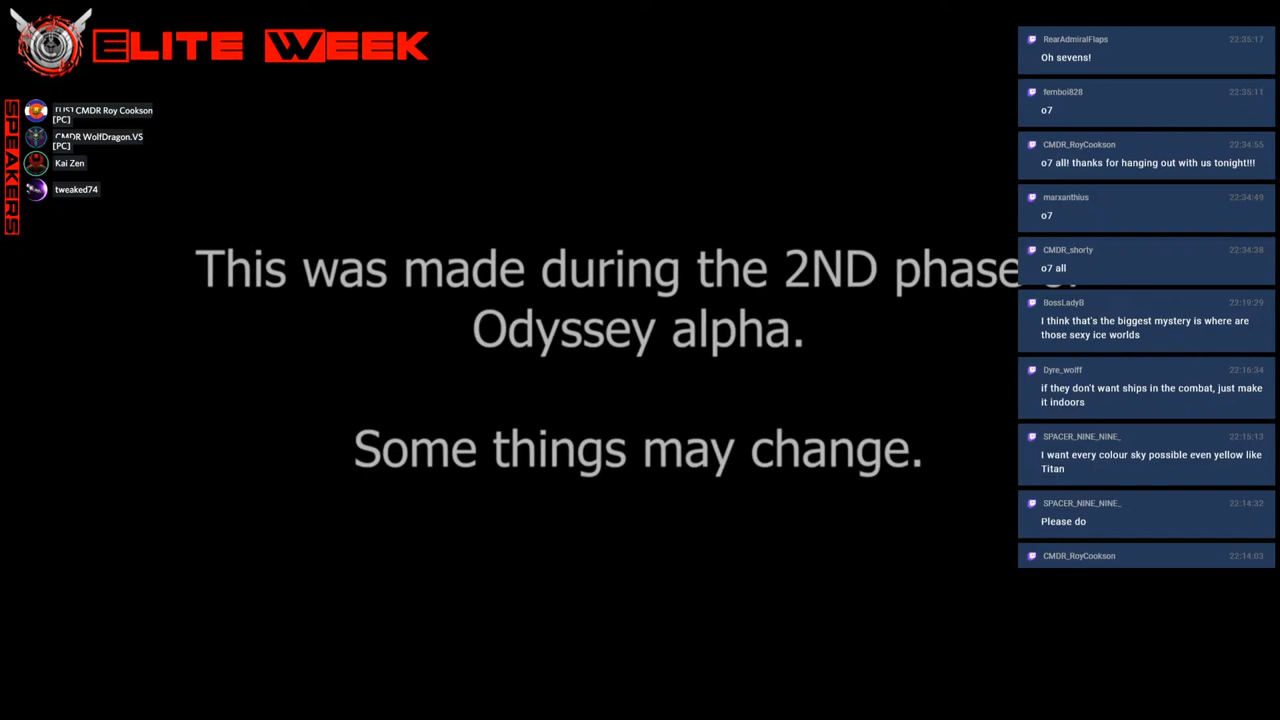 ELITE WEEK
SPEAKERS
[US] CMDR Roy Cookson
[PC]
CMDR WolfDragon.VS
[PC]
Kai Zen
tweaked74
This was made during the 2ND phase
Odyssey alpha.
Some things may change.
RearAdmiralFlaps 22:35:17
Oh sevens!
femboi828 22:35:11
o7
CMDR_RoyCookson 22:34:55
o7 all! thanks for hanging out with us tonight!!!
marxanthius 22:34:49
o7
CMDR_shorty 22:34:38
o7 all
BossLadyB 22:19:29
I think that's the biggest mystery is where are
those sexy ice worlds
Dyre_wolff 22:16:34
if they don't want ships in the combat, just make
it indoors
SPACER_NINE_NINE_ 22:15:13
I want every colour sky possible even yellow like
Titan
SPACER_NINE_NINE_ 22:14:32
Please do
CMDR_RoyCookson 22:14:03